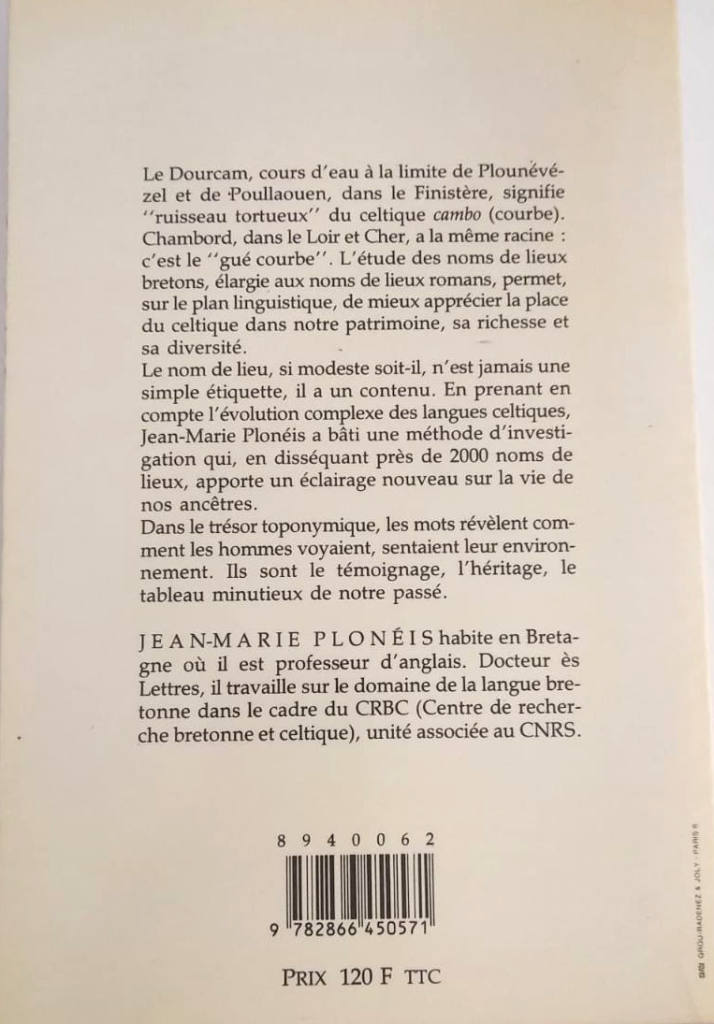 Le Dourcam, cours d'eau à la limite de Plounévé-
zel et de Poullaouen, dans le Finistère, signifie
''ruisseau tortueux'' du celtique cambo (courbe).
Chambord, dans le Loir et Cher, a la même racine :
c'est le ''gué courbe''. L'étude des noms de lieux
bretons, élargie aux noms de lieux romans, permet,
sur le plan linguistique, de mieux apprécier la place
du celtique dans notre patrimoine, sa richesse et
sa diversité.
Le nom de lieu, si modeste soit-il, n'est jamais une
simple étiquette, il a un contenu. En prenant en
compte l'évolution complexe des langues celtiques,
Jean-Marie Plonéis a bâti une méthode d'investi-
gation qui, en disséquant près de 2000 noms de
lieux, apporte un éclairage nouveau sur la vie de
nos ancêtres.
Dans le trésor toponymique, les mots révèlent com-
ment les hommes voyaient, sentaient leur environ-
nement. Ils sont le témoignage, l'héritage, le
tableau minutieux de notre passé.
JEAN-MARIE PLONÉIS habite en Breta-
gne où il est professeur d'anglais. Docteur ès
Lettres, il travaille sur le domaine de la langue bre-
tonne dans le cadre du CRBC (Centre de recher-
che bretonne et celtique), unité associée au CNRS.
8940062
9 782866 450571
PRIX 120 F TTC
GROU-RADENEZ & JOLY - PARIS 6